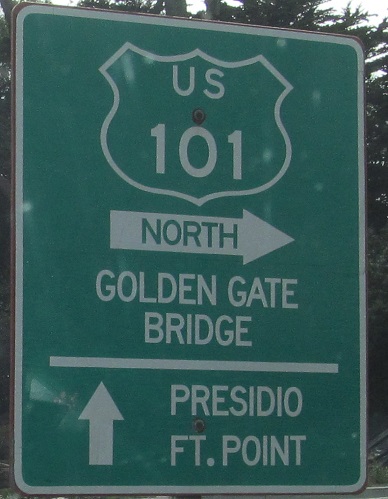 US
101
NORTH
GOLDEN GATE
BRIDGE
PRESIDIO
FT. POINT